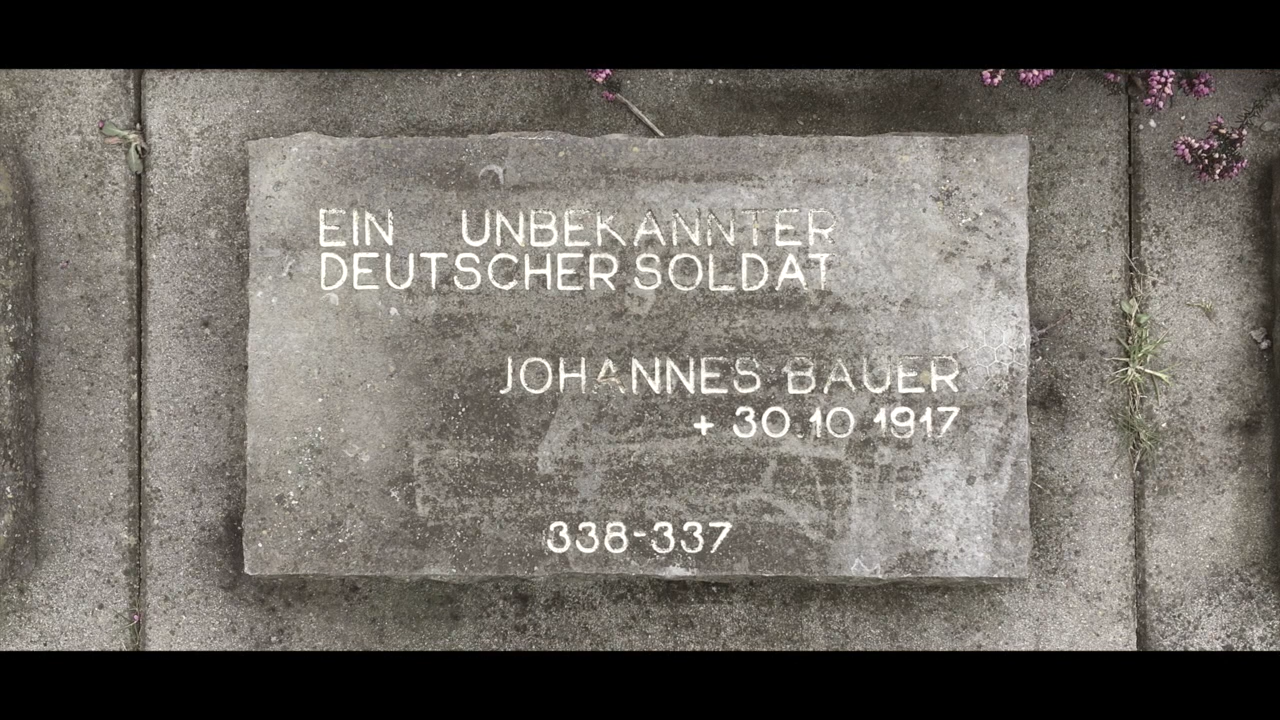 EIN UNBEKANNTER
DEUTSCHER SOLDAT
JOHANNES BAUER
+ 30.10 1917
338-337